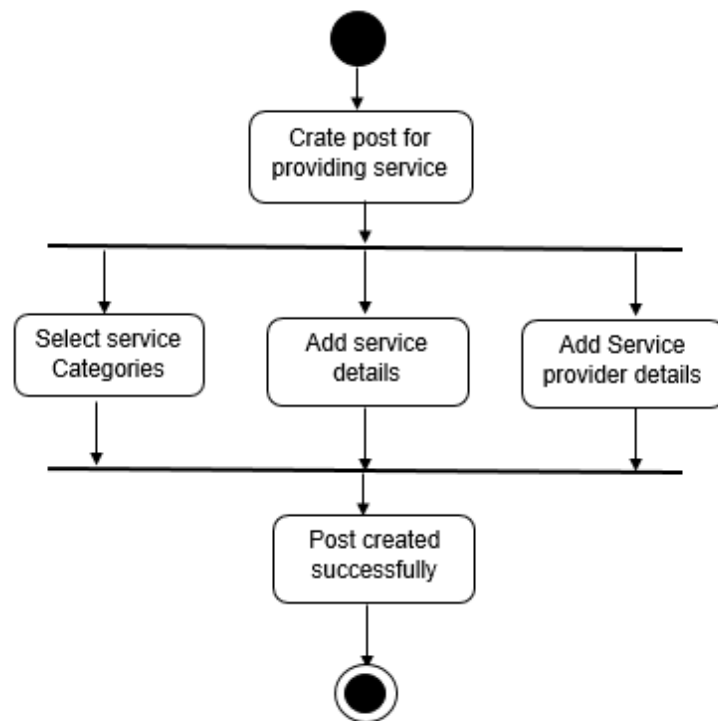 Crate post for
providing service
Select service
Categories
Add service
details
Add Service
provider details
Post created
successfully